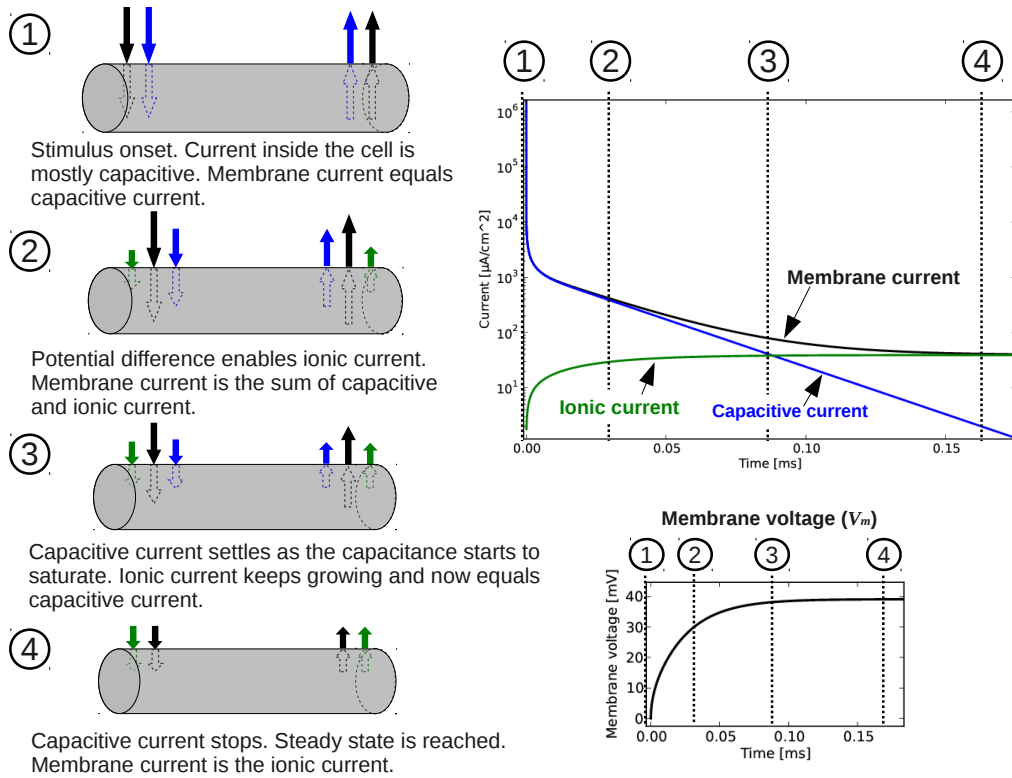 1
Stimulus onset. Current inside the cell is
mostly capacitive. Membrane current equals
capacitive current.
2
Potential difference enables ionic current.
Membrane current is the sum of capacitive
and ionic current.
3
Capacitive current settles as the capacitance starts to
saturate. Ionic current keeps growing and now equals
capacitive current.
4
Capacitive current stops. Steady state is reached.
Membrane current is the ionic current.
1 2 3 4
Current [µA/cm^2]
10^6
10^5
10^4
10^3
10^2
10^1
Membrane current
Ionic current
Capacitive current
0.00 0.05 0.10 0.15
Time [ms]
Membrane voltage (Vm)
1 2 3 4
Membrane voltage [mV]
40
30
20
10
0
0.00 0.05 0.10 0.15
Time [ms]